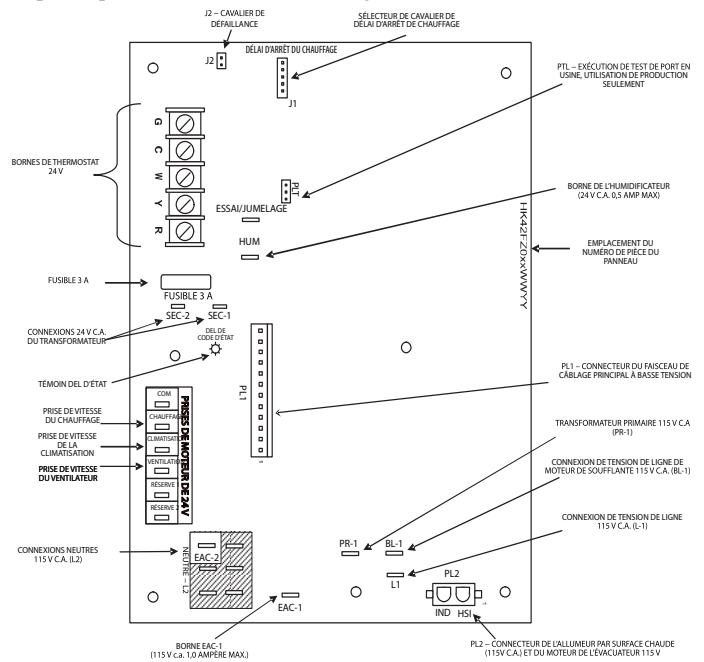 J2 – CAVALIER DE
DÉFAILLANCE
SÉLECTEUR DE CAVALIER DE
DÉLAI D'ARRÊT DE CHAUFFAGE
DÉLAI D'ARRÊT DU CHAUFFAGE
J2
J1
PTL – EXÉCUTION DE TEST DE PORT EN
USINE, UTILISATION DE PRODUCTION
SEULEMENT
BORNES DE THERMOSTAT
24 V
G
C
W
Y
R
PLT
ESSAI/JUMELAGE
HUM
BORNE DE L'HUMIDIFICATEUR
(24 V C.A. 0,5 AMP MAX)
HK42FZ0xxWWYY
EMPLACEMENT DU
NUMÉRO DE PIÈCE DU
PANNEAU
FUSIBLE 3 A
FUSIBLE 3 A
SEC-2
SEC-1
CONNEXIONS 24 V C.A.
DU TRANSFORMATEUR
DEL DE
CODE D'ÉTAT
TÉMOIN DEL D'ÉTAT
PL1
1
PL1 – CONNECTEUR DU FAISCEAU DE
CÂBLAGE PRINCIPAL À BASSE TENSION
COM
CHAUFFAGE
CLIMATISATION
VENTILATION
RÉSERVE 1
RÉSERVE 2
PRISES DE MOTEUR DE 24 V
PRISE DE VITESSE
DU CHAUFFAGE
PRISE DE VITESSE
DE LA
CLIMATISATION
PRISE DE VITESSE
DU VENTILATEUR
TRANSFORMATEUR PRIMAIRE 115 V C.A
(PR-1)
CONNEXION DE TENSION DE LIGNE DE
MOTEUR DE SOUFFLANTE 115 V C.A. (BL-1)
CONNEXION DE TENSION DE LIGNE
115 V C.A. (L-1)
CONNEXIONS NEUTRES
115 V C.A. (L2)
EAC-2
NEUTRE – L2
PR-1
BL-1
L1
PL2
1
IND
HSI
EAC-1
BORNE EAC-1
(115 V c.a. 1,0 AMPÈRE MAX.)
PL2 – CONNECTEUR DE L'ALLUMEUR PAR SURFACE CHAUDE
(115V C.A.) ET DU MOTEUR DE L'ÉVACUATEUR 115 V